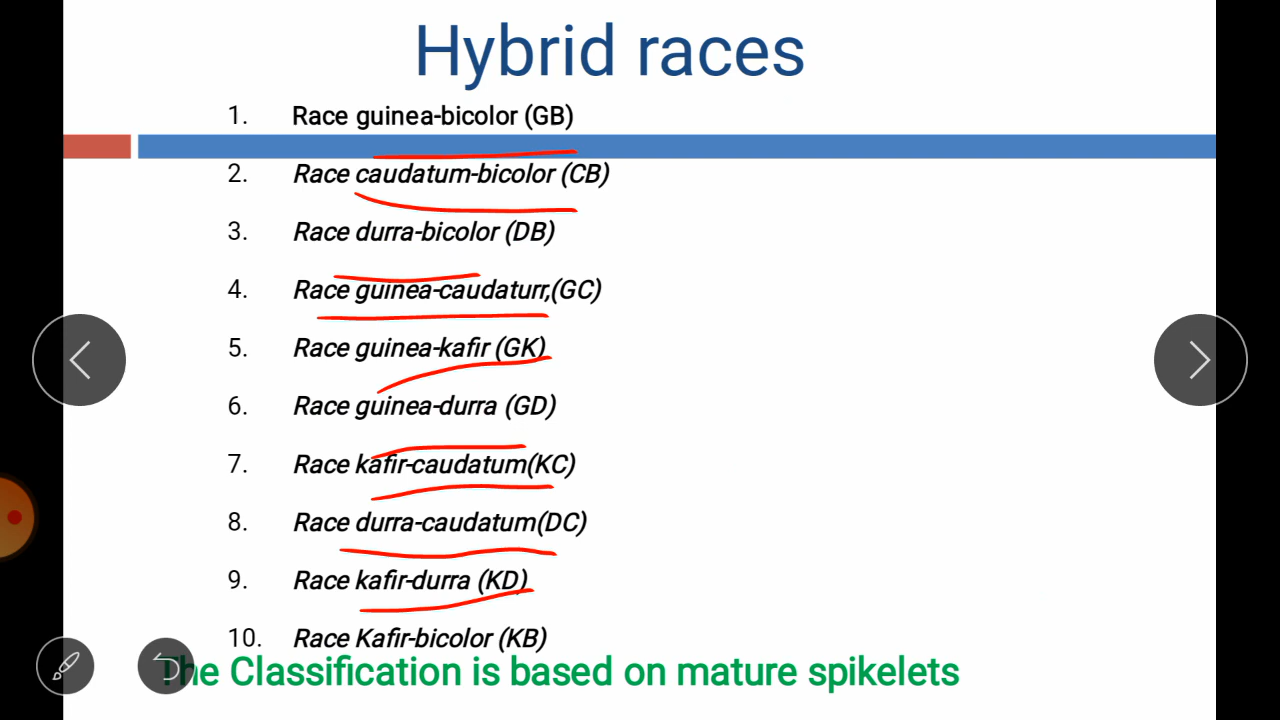 Hybrid races
1. Race guinea-bicolor (GB)
2. Race caudatum-bicolor (CB)
3. Race durra-bicolor (DB)
4. Race guinea-caudaturr,(GC)
5. Race guinea-kafir (GK)
6. Race guinea-durra (GD)
7. Race kafir-caudatum(KC)
8. Race durra-caudatum(DC)
9. Race kafir-durra (KD)
10. Race Kafir-bicolor (KB)
The Classification is based on mature spikelets